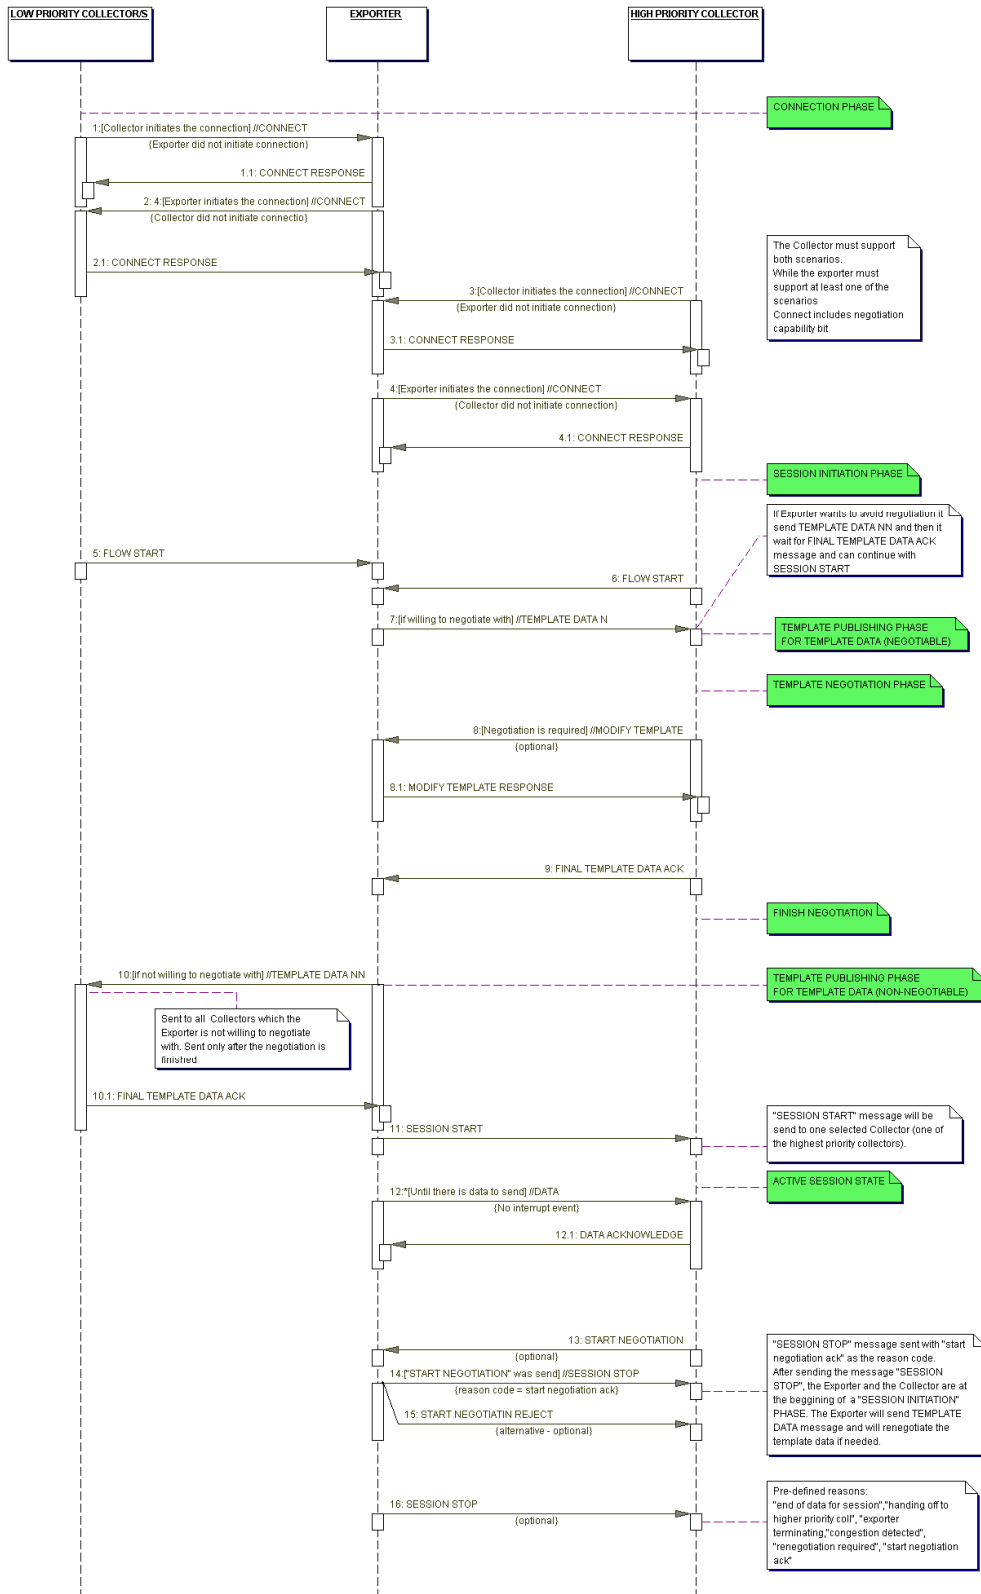 LOW PRIORITY COLLECTOR/S
EXPORTER
HIGH PRIORITY COLLECTOR
CONNECTION PHASE
1:[Collector initiates the connection] //CONNECT
{Exporter did not initiate connection}
1.1: CONNECT RESPONSE
2: 4:[Exporter initiates the connection] //CONNECT
{Collector did not initiate connectio}
The Collector must support
both scenarios.
While the exporter must
support at least one of the
scenarios
Connect includes negotiation
capability bit
2.1: CONNECT RESPONSE
3:[Collector initiates the connection] //CONNECT
{Exporter did not initiate connection}
3.1: CONNECT RESPONSE
4:[Exporter initiates the connection] //CONNECT
{Collector did not initiate connection}
4.1: CONNECT RESPONSE
SESSION INITIATION PHASE
If Exporter wants to avoid negotiation it
send TEMPLATE DATA NN and then it
wait for FINAL TEMPLATE DATA ACK
message and can continue with
SESSION START
5: FLOW START
6: FLOW START
7:[if willing to negotiate with] //TEMPLATE DATA N
TEMPLATE PUBLISHING PHASE
FOR TEMPLATE DATA (NEGOTIABLE)
TEMPLATE NEGOTIATION PHASE
8:[Negotiation is required] //MODIFY TEMPLATE
{optional}
8.1: MODIFY TEMPLATE RESPONSE
9: FINAL TEMPLATE DATA ACK
FINISH NEGOTIATION
10:[if not willing to negotiate with] //TEMPLATE DATA NN
TEMPLATE PUBLISHING PHASE
FOR TEMPLATE DATA (NON-NEGOTIABLE)
Sent to all Collectors which the
Exporter is not willing to negotiate
with. Sent only after the negotiation is
finished
10.1: FINAL TEMPLATE DATA ACK
11: SESSION START
"SESSION START" message will be
send to one selected Collector (one of
the highest priority collectors).
ACTIVE SESSION STATE
12:*[Until there is data to send] //DATA
{No interrupt event}
12.1: DATA ACKNOWLEDGE
13: START NEGOTIATION
{optional}
14:["START NEGOTIATION" was send] //SESSION STOP
{reason code = start negotiation ack}
15: START NEGOTIATIN REJECT
{alternative - optional}
"SESSION STOP" message sent with "start
negotiation ack" as the reason code.
After sending the message "SESSION
STOP", the Exporter and the Collector are at
the beggining of a "SESSION INITIATION"
PHASE. The Exporter will send TEMPLATE
DATA message and will renegotiate the
template data if needed.
16: SESSION STOP
{optional}
Pre-defined reasons:
"end of data for session","handing off to
higher priority coll", "exporter
terminating,"congestion detected",
"renegotiation required", "start negotiation
ack"